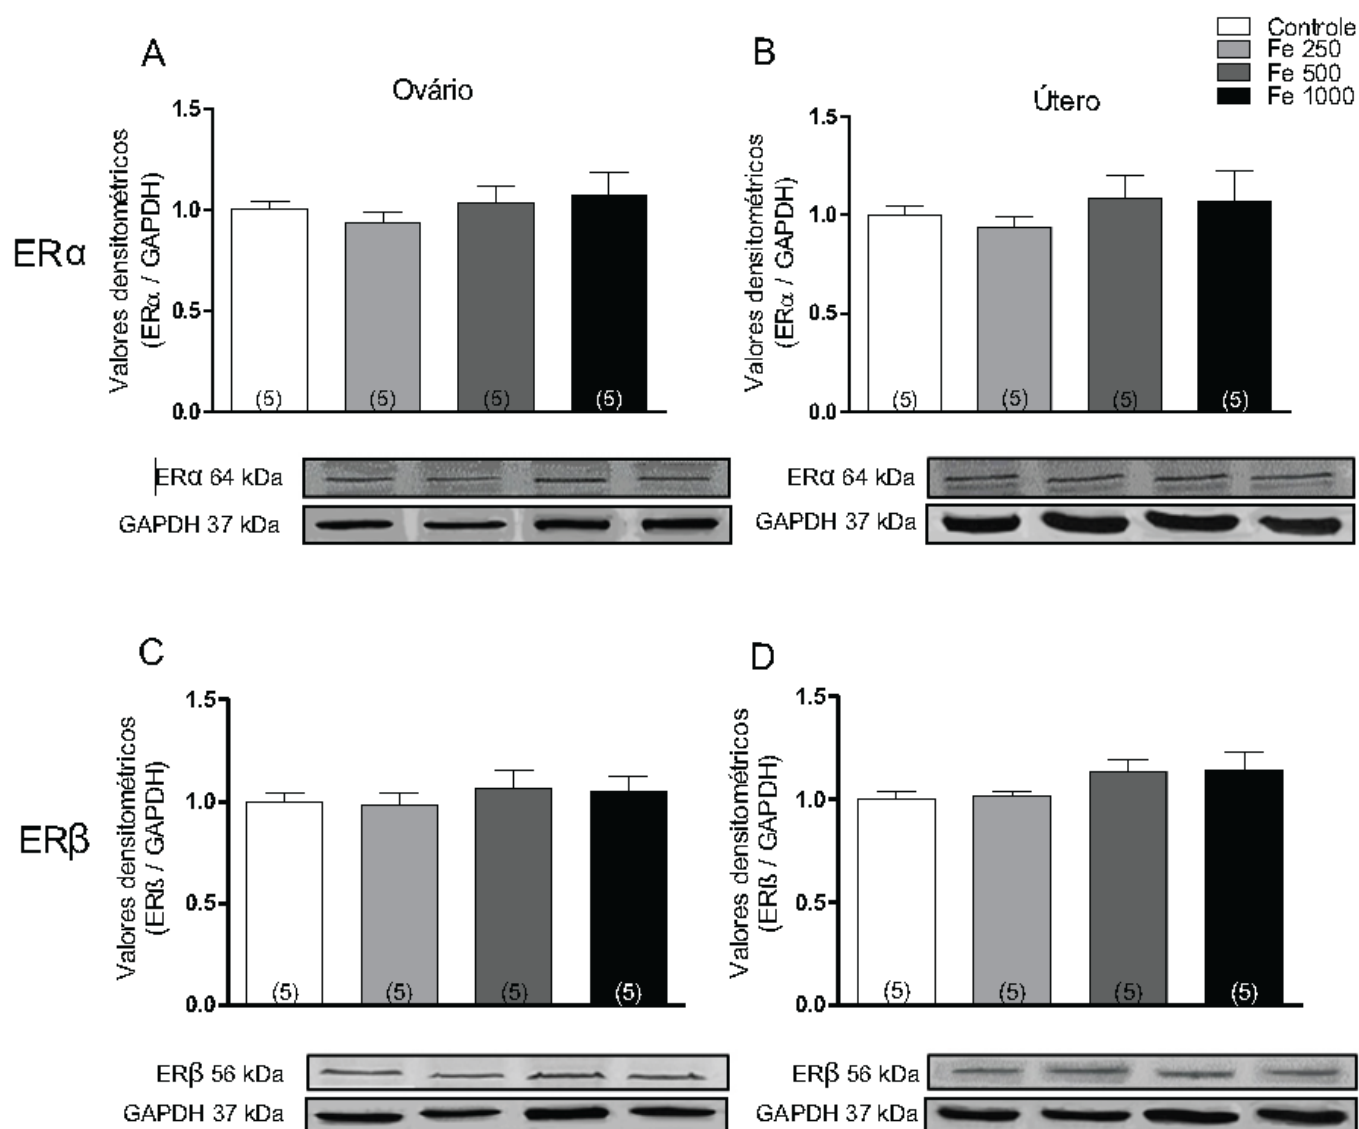 Controle
Fe 250
Fe 500
Fe 1000
A
Ovário
ERα
Valores densitométricos
(ERα / GAPDH)
1.5
1.0
0.5
0.0
(5)
(5)
(5)
(5)
ERα 64 kDa
GAPDH 37 kDa
B
Útero
Valores densitométricos
(ERα / GAPDH)
1.5
1.0
0.5
0.0
(5)
(5)
(5)
(5)
ERα 64 kDa
GAPDH 37 kDa
C
ERβ
Valores densitométricos
(ERß / GAPDH)
1.5
1.0
0.5
0.0
(5)
(5)
(5)
(5)
ERβ 56 kDa
GAPDH 37 kDa
D
Valores densitométricos
(ERß / GAPDH)
1.5
1.0
0.5
0.0
(5)
(5)
(5)
(5)
ERβ 56 kDa
GAPDH 37 kDa